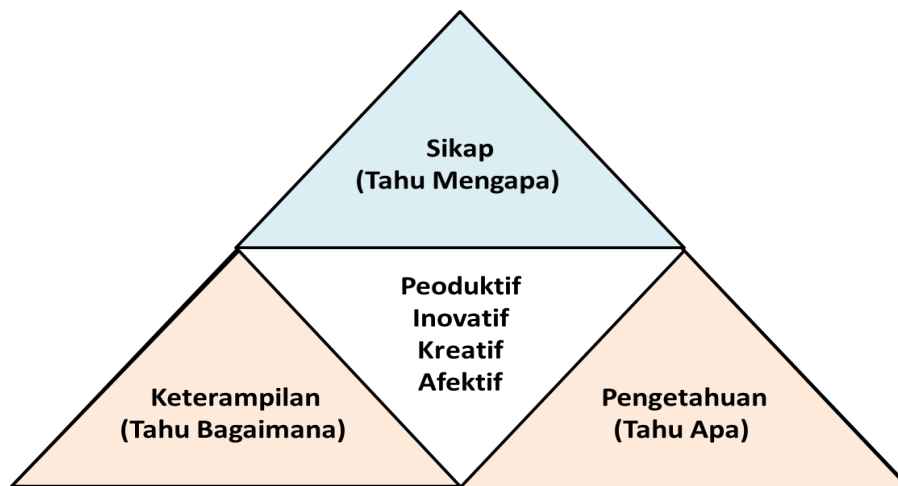 Sikap
(Tahu Mengapa)
Peoduktif
Inovatif
Kreatif
Afektif
Keterampilan
(Tahu Bagaimana)
Pengetahuan
(Tahu Apa)